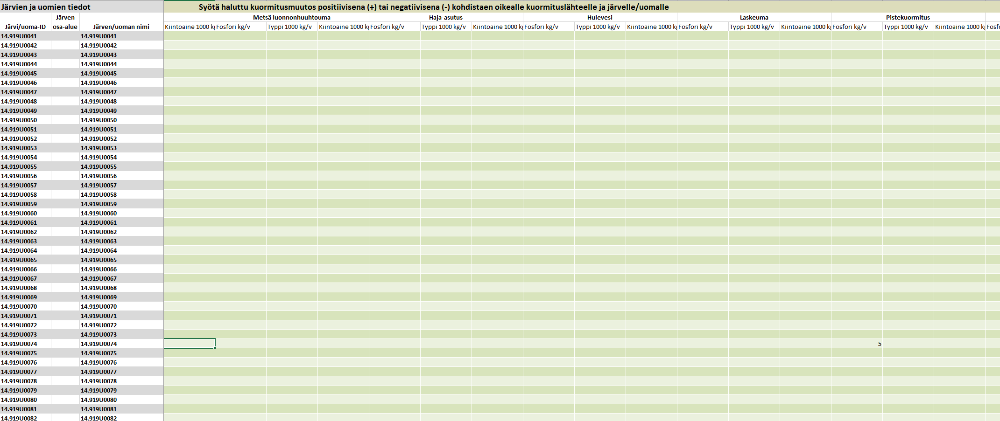 Järvien ja uomien tiedot Syötä haluttu kuormitusmuutos positiivisena (+) tai negatiivisena (-) kohdistaen oikealle kuormituslähteelle ja järvelle/uomalle
Järven Metsä luonnonhuuhtouma Haja-asutus Hulevesi Laskeuma Pistekuormitus
Järvi/uoma-ID osa-alue Järven/uoman nimi Kiintoaine 1000 kg Fosfori kg/v Typpi 1000 kg/v Kiintoaine 1000 kg Fosfori kg/v Typpi 1000 kg/v Kiintoaine 1000 kg Fosfori kg/v Typpi 1000 kg/v Kiintoaine 1000 kg Fosfori kg/v Typpi 1000 kg/v Kiintoaine 1000 kg Fosfori kg/v Typpi 1000 kg/v Kiintoaine 1000 kg Fosf
14.919U0041 14.919U0041
14.919U0042 14.919U0042
14.919U0043 14.919U0043
14.919U0044 14.919U0044
14.919U0045 14.919U0045
14.919U0046 14.919U0046
14.919U0047 14.919U0047
14.919U0048 14.919U0048
14.919U0049 14.919U0049
14.919U0050 14.919U0050
14.919U0051 14.919U0051
14.919U0052 14.919U0052
14.919U0053 14.919U0053
14.919U0054 14.919U0054
14.919U0055 14.919U0055
14.919U0056 14.919U0056
14.919U0057 14.919U0057
14.919U0058 14.919U0058
14.919U0059 14.919U0059
14.919U0060 14.919U0060
14.919U0061 14.919U0061
14.919U0062 14.919U0062
14.919U0063 14.919U0063
14.919U0064 14.919U0064
14.919U0065 14.919U0065
14.919U0066 14.919U0066
14.919U0067 14.919U0067
14.919U0068 14.919U0068
14.919U0069 14.919U0069
14.919U0070 14.919U0070
14.919U0071 14.919U0071
14.919U0072 14.919U0072
14.919U0073 14.919U0073
14.919U0074 14.919U0074 5
14.919U0075 14.919U0075
14.919U0076 14.919U0076
14.919U0077 14.919U0077
14.919U0078 14.919U0078
14.919U0079 14.919U0079
14.919U0080 14.919U0080
14.919U0081 14.919U0081
14.919U0082 14.919U0082